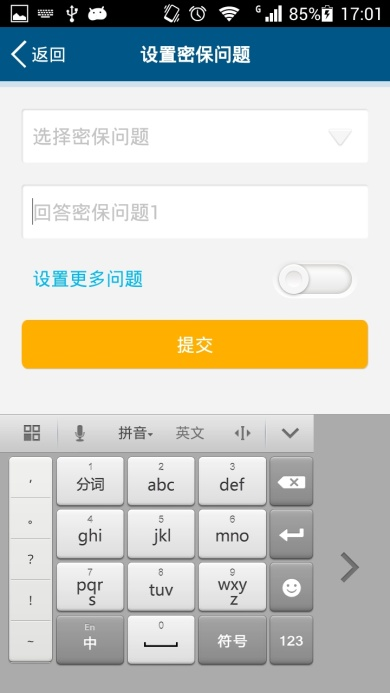 G 85% 17:01
返回 设置密保问题
选择密保问题
回答密保问题1
设置更多问题
提交
拼音 英文
， 1 分词 2 abc 3 def
。 4 ghi 5 jkl 6 mno
? 7 pqrs 8 tuv 9 wxyz
!
~ En 中 0 符号 123